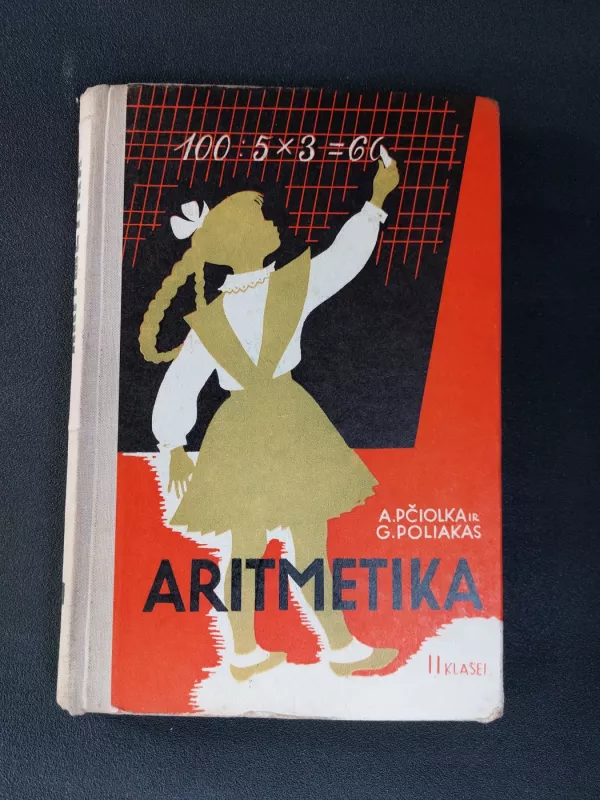 100 : 5 × 3 = 60
A. PČIOLKA IR
G. POLIAKAS
ARITMETIKA
II KLASEI